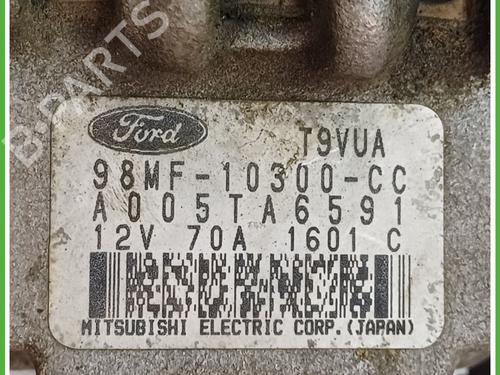 B-PARTS
Ford
T9VUA
98MF-10300-CC
A005TA6591
12V 70A 1601 C
MITSUBISHI ELECTRIC CORP.(JAPAN)